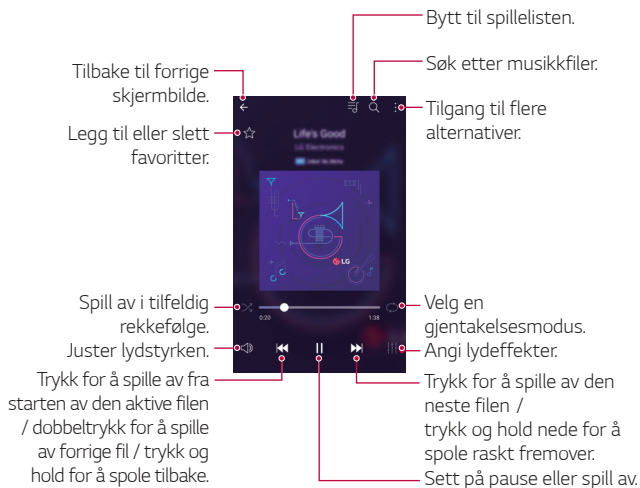 Bytt til spillelisten.
Søk etter musikkfiler.
Tilgang til flere
alternativer.
Tilbake til forrige
skjermbilde.
Legg til eller slett
favoritter.
Life's Good
LG Electronics
24bit 96.0kHz
LG
0:20
1:38
Spill av i tilfeldig
rekkefølge.
Juster lydstyrken.
Trykk for å spille av fra
starten av den aktive filen
/ dobbeltrykk for å spille
av forrige fil / trykk og
hold for å spole tilbake.
Velg en
gjentakelsesmodus.
Angi lydeffekter.
Trykk for å spille av den
neste filen /
trykk og hold nede for å
spole raskt fremover.
Sett på pause eller spill av.